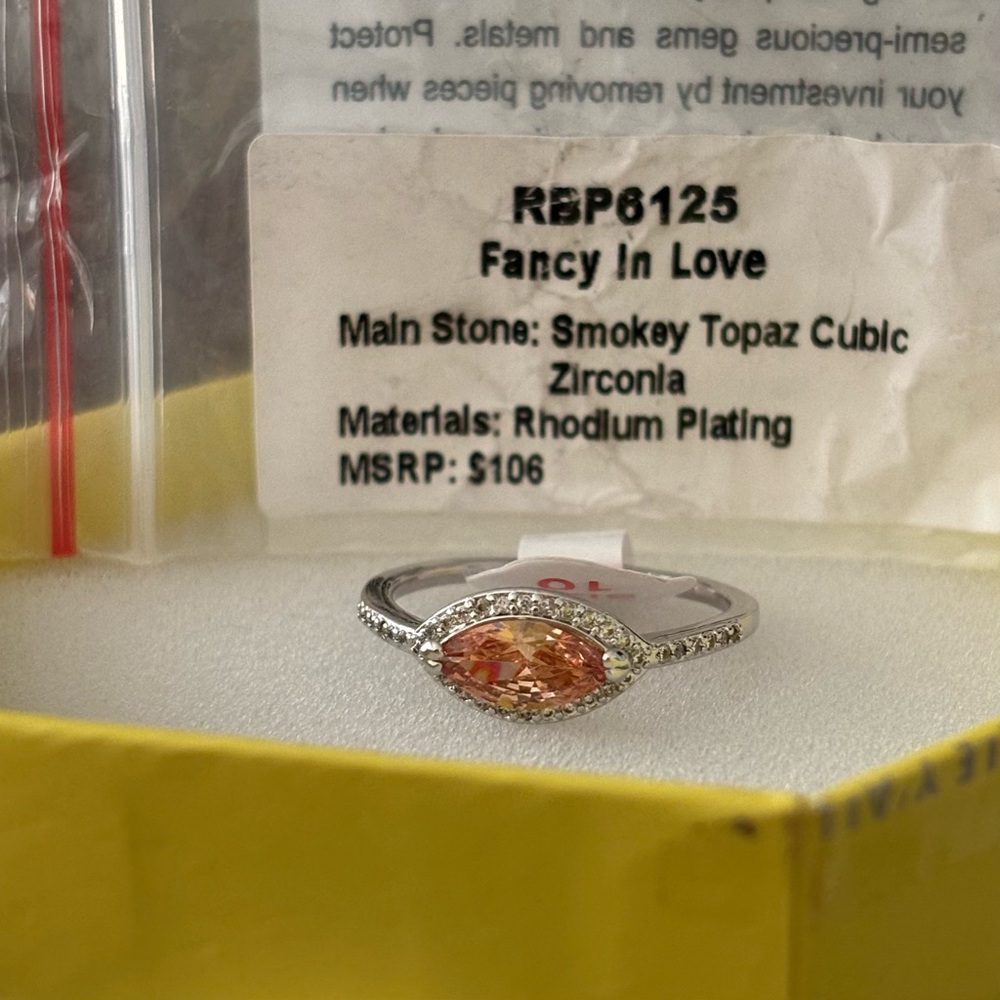 semi-precious gems and metals. Protect
your investment by removing pieces when
RBP6125
Fancy In Love
Main Stone: Smokey Topaz Cubic
Zirconia
Materials: Rhodium Plating
MSRP: $106
10